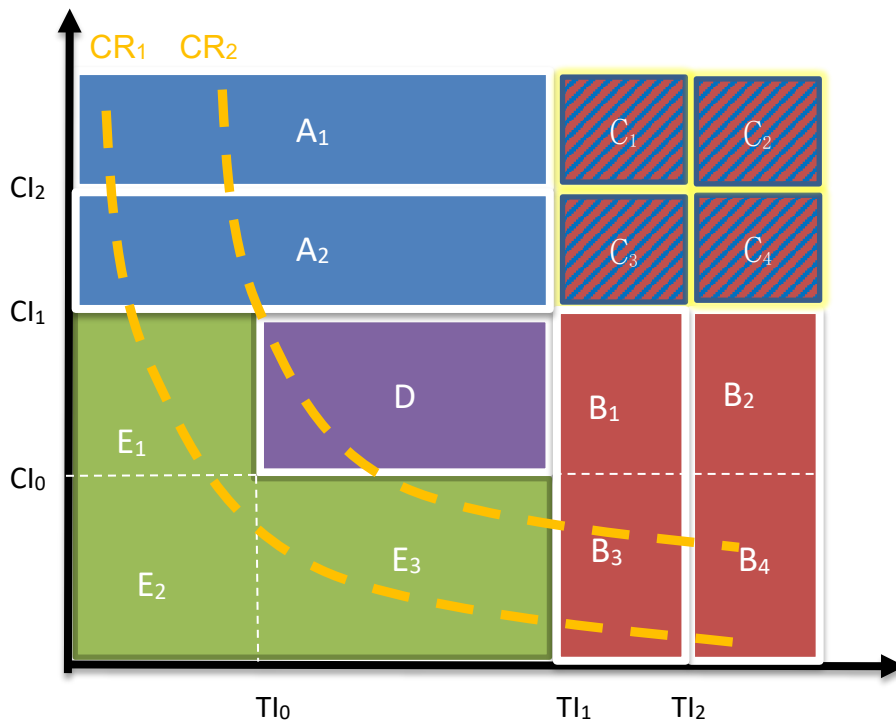 CR₁ CR₂
A₁ C₁ C₂
CI₂
A₂ C₃ C₄
CI₁
D B₁ B₂
E₁
CI₀
E₂ E₃ B₃ B₄
TI₀ TI₁ TI₂